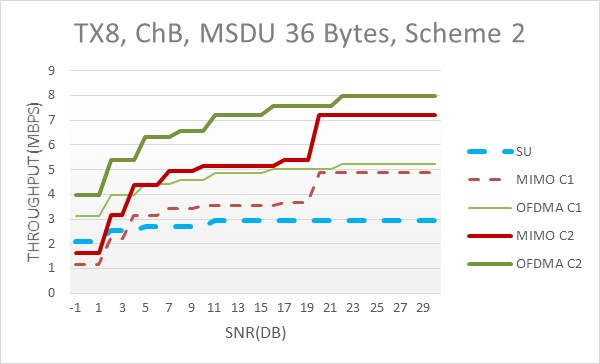 TX8, ChB, MSDU 36 Bytes, Scheme 2
THROUGHPUT (MBPS)
9
8
7
6
5
4
3
2
1
0
-1 1 3 5 7 9 11 13 15 17 19 21 23 25 27 29
SNR(DB)
SU
MIMO C1
OFDMA C1
MIMO C2
OFDMA C2